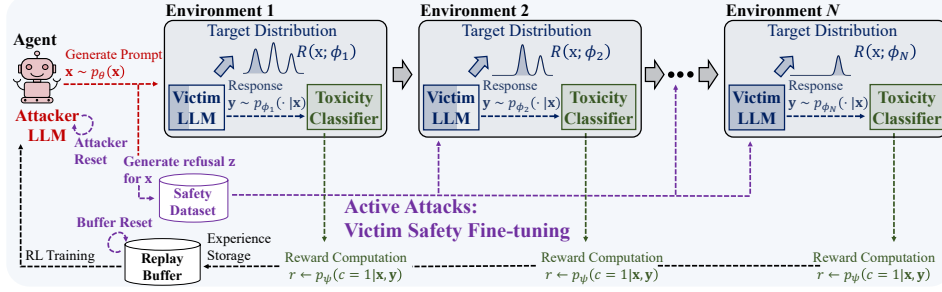 Environment 1
Environment 2
Environment N
Agent
Generate Prompt
x ~ pθ(x)
Attacker
LLM
Attacker
Reset
Target Distribution
R(x; ϕ1)
Response
y ~ pϕ1(· |x)
Victim
LLM
Toxicity
Classifier
Target Distribution
R(x; ϕ2)
Response
y ~ pϕ2(· |x)
Victim
LLM
Toxicity
Classifier
Target Distribution
R(x; ϕN)
Response
y ~ pϕN(· |x)
Victim
LLM
Toxicity
Classifier
Generate refusal z
for x
Safety
Dataset
Active Attacks:
Victim Safety Fine-tuning
Buffer Reset
RL Training
Replay
Buffer
Experience
Storage
Reward Computation
r ← pψ(c = 1|x, y)
Reward Computation
r ← pψ(c = 1|x, y)
Reward Computation
r ← pψ(c = 1|x, y)